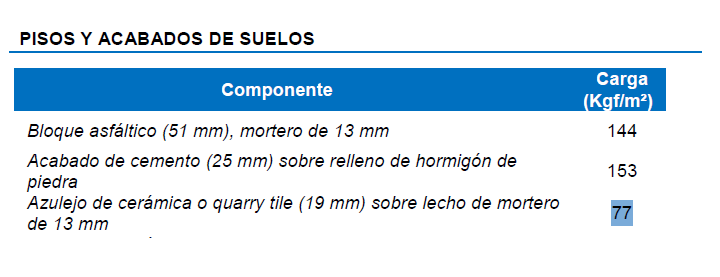 PISOS Y ACABADOS DE SUELOS
Componente
Carga
(Kgf/m²)
Bloque asfáltico (51 mm), mortero de 13 mm
144
Acabado de cemento (25 mm) sobre relleno de hormigón de
piedra
153
Azulejo de cerámica o quarry tile (19 mm) sobre lecho de mortero
de 13 mm
77